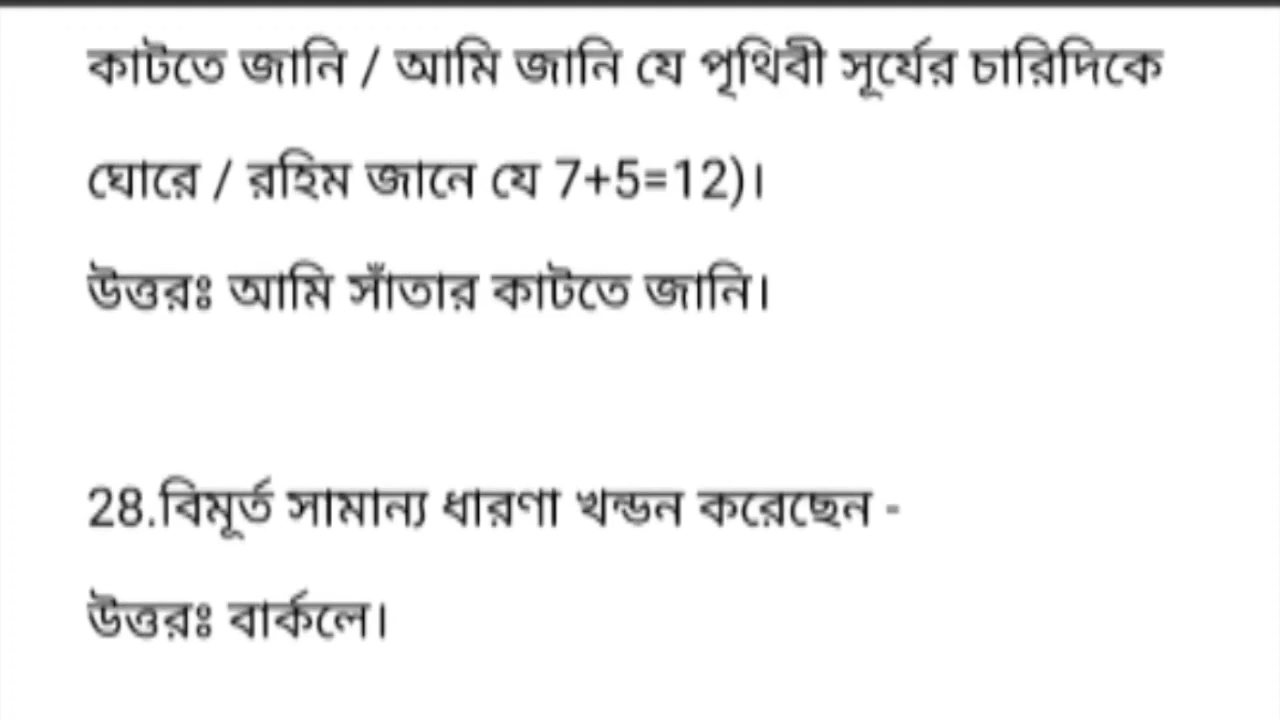 কাটতে জানি / আমি জানি যে পৃথিবী সূর্যের চারিদিকে
ঘোরে / রহিম জানে যে 7+5=12)।
উত্তরঃ আমি সাঁতার কাটতে জানি।
28.বিমূর্ত সামান্য ধারণা খন্ডন করেছেন -
উত্তরঃ বার্কলে।